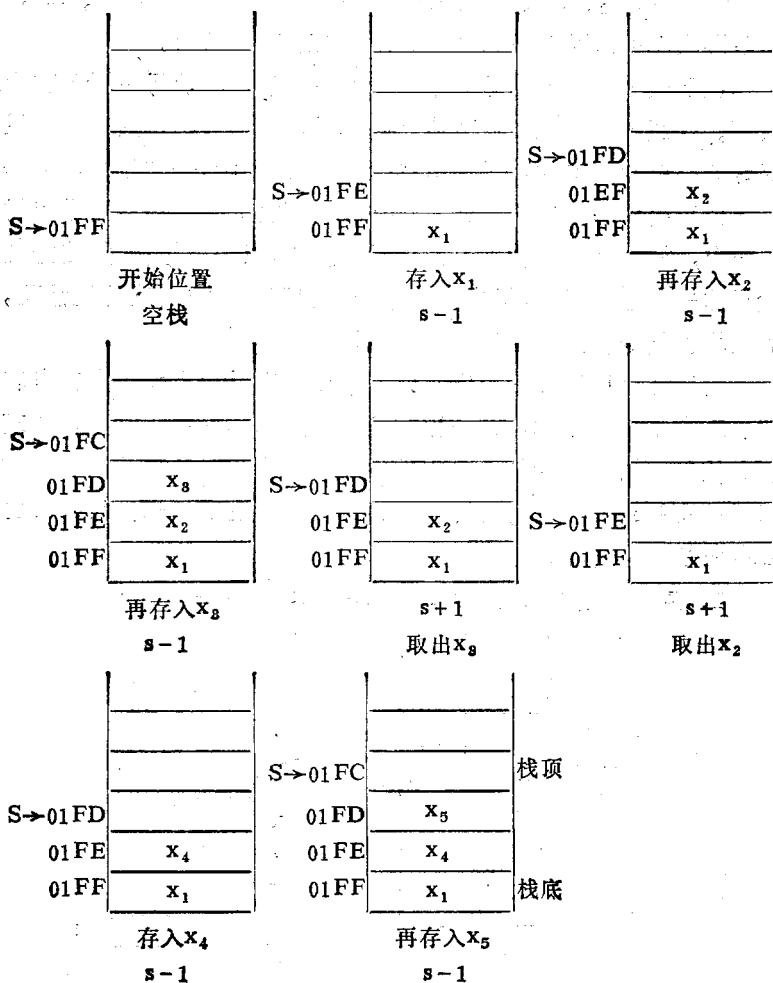 S→01FF
开始位置
空栈
S→01FE
01FF x₁
存入x₁
s-1
S→01FD
01EF x₂
01FF x₁
再存入x₂
s-1
S→01FC
01FD x₃
01FE x₂
01FF x₁
再存入x₃
s-1
S→01FD
01FE x₂
01FF x₁
s+1
取出x₃
S→01FE
01FF x₁
s+1
取出x₂
S→01FD
01FE x₄
01FF x₁
存入x₄
s-1
S→01FC 栈顶
01FD x₅
01FE x₄
01FF x₁ 栈底
再存入x₅
s-1